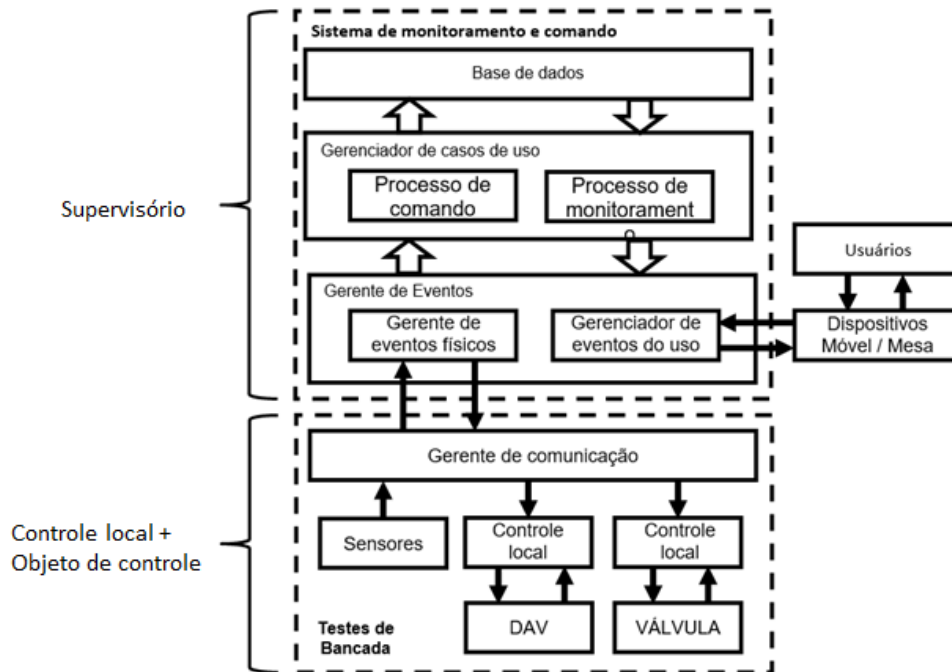 Sistema de monitoramento e comando
Base de dados
Gerenciador de casos de uso
Processo de
comando
Processo de
monitorament
o
Supervisório
Usuários
Gerente de Eventos
Gerente de
eventos físicos
Gerenciador de
eventos do uso
Dispositivos
Móvel / Mesa
Gerente de comunicação
Controle local +
Objeto de controle
Sensores
Controle
local
Controle
local
Testes de
Bancada
DAV
VÁLVULA